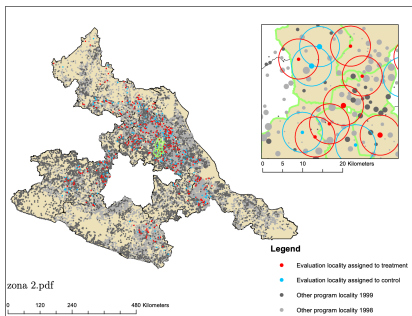 0 10 20 Kilometers
zona 2.pdf
0 120 240 480 Kilometers
Legend
Evaluation locality assigned to treatment
Evaluation locality assigned to control
Other program locality 1999
Other program locality 1998